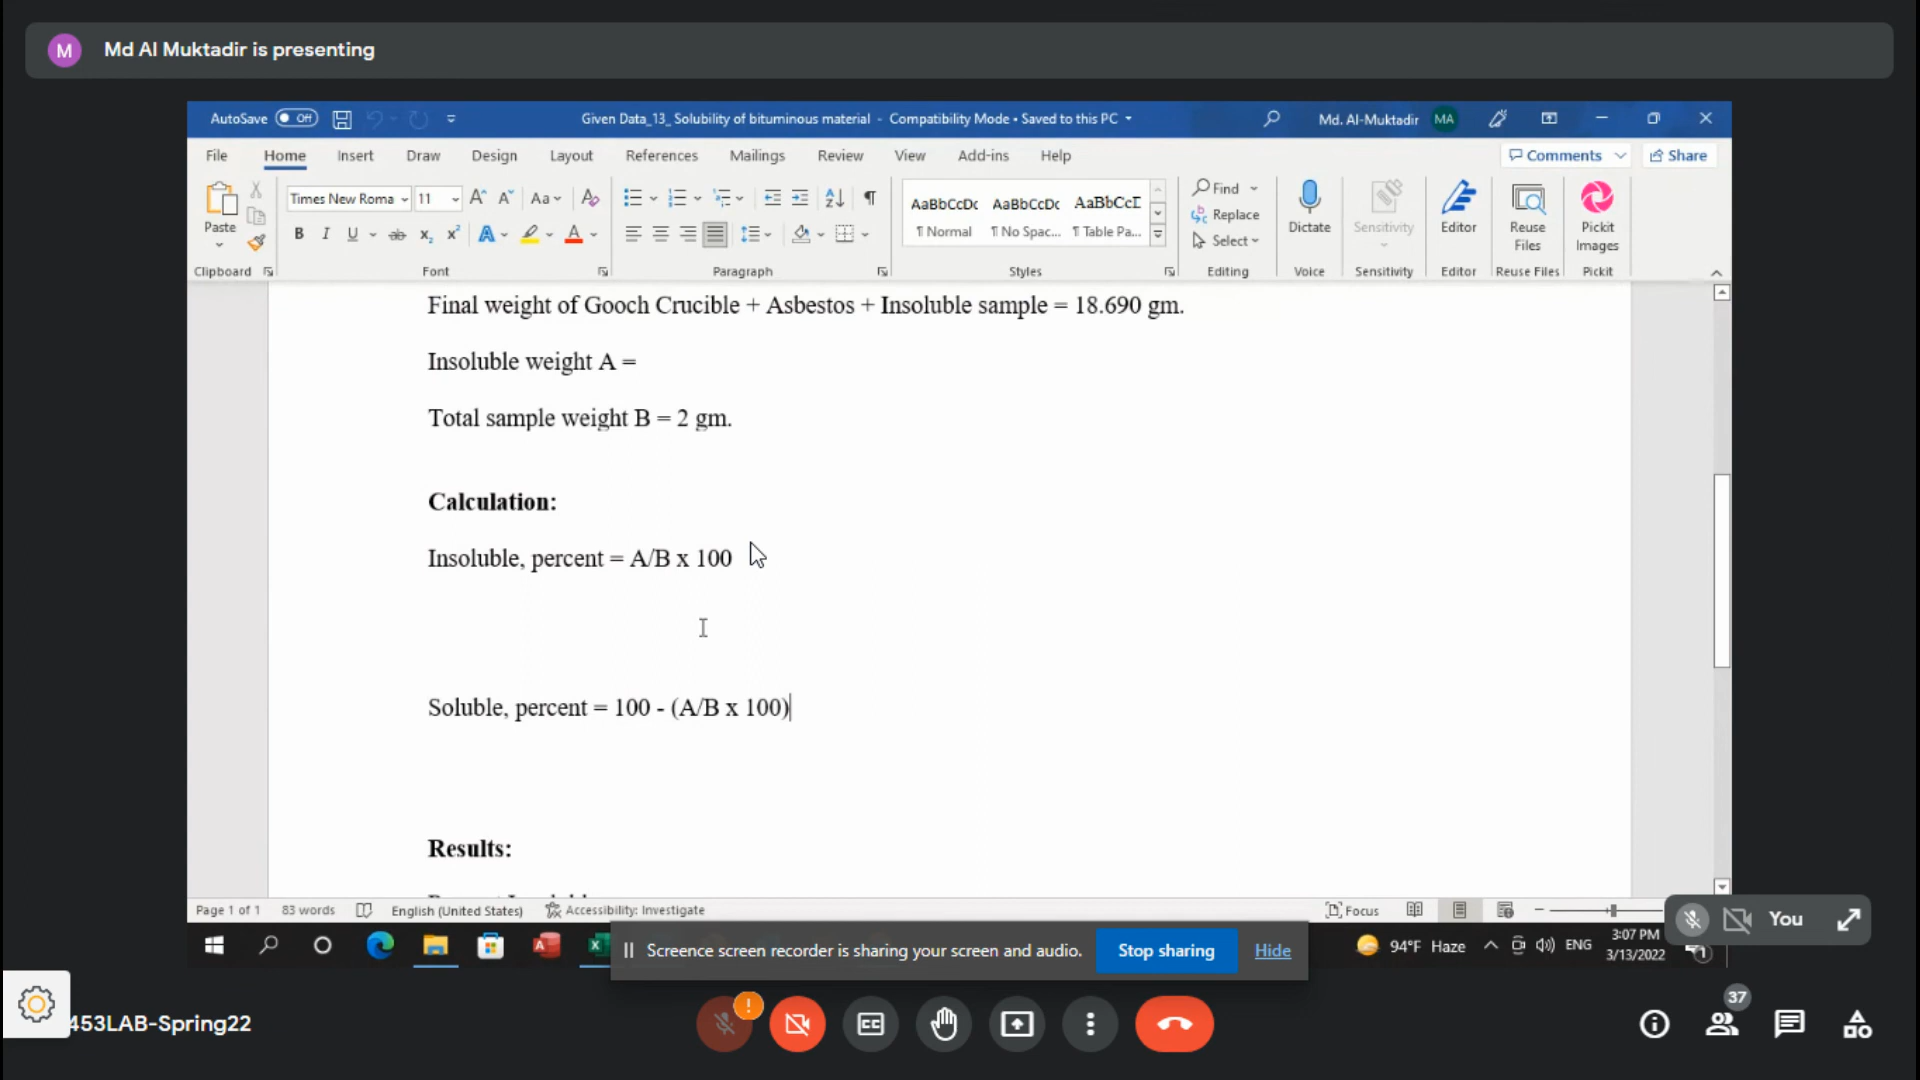 M Md Al Muktadir is presenting
AutoSave Off Given Data_13_ Solubility of bituminous material - Compatibility Mode • Saved to this PC Md. Al-Muktadir MA
File Home Insert Draw Design Layout References Mailings Review View Add-ins Help Comments Share
Times New Roma 11 Aa AaBbCcDc AaBbCcDc AaBbCcD Find
Paste ¶ Normal ¶ No Spac... ¶ Table Pa... Replace Dictate Sensitivity Editor Reuse Files Pickit Images
B I U ab x₂ x² A A Select
Clipboard Font Paragraph Styles Editing Voice Sensitivity Editor Reuse Files Pickit
Final weight of Gooch Crucible + Asbestos + Insoluble sample = 18.690 gm.
Insoluble weight A =
Total sample weight B = 2 gm.
Calculation:
Insoluble, percent = A/B x 100
Soluble, percent = 100 - (A/B x 100)
Results:
Page 1 of 1 83 words English (United States) Accessibility: Investigate Focus
You
Screence screen recorder is sharing your screen and audio. Stop sharing Hide
94°F Haze ENG 3:07 PM
3/13/2022
1
453LAB-Spring22
CC
37